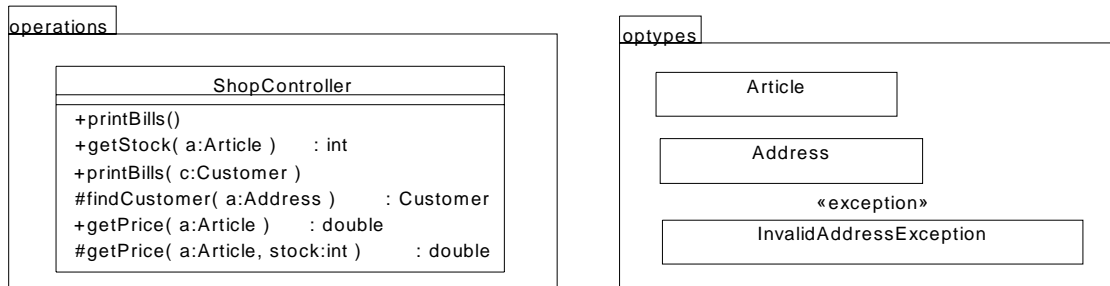 operations
ShopController
+printBills()
+getStock( a:Article ) : int
+printBills( c:Customer )
#findCustomer( a:Address ) : Customer
+getPrice( a:Article ) : double
#getPrice( a:Article, stock:int ) : double
optypes
Article
Address
«exception»
InvalidAddressException